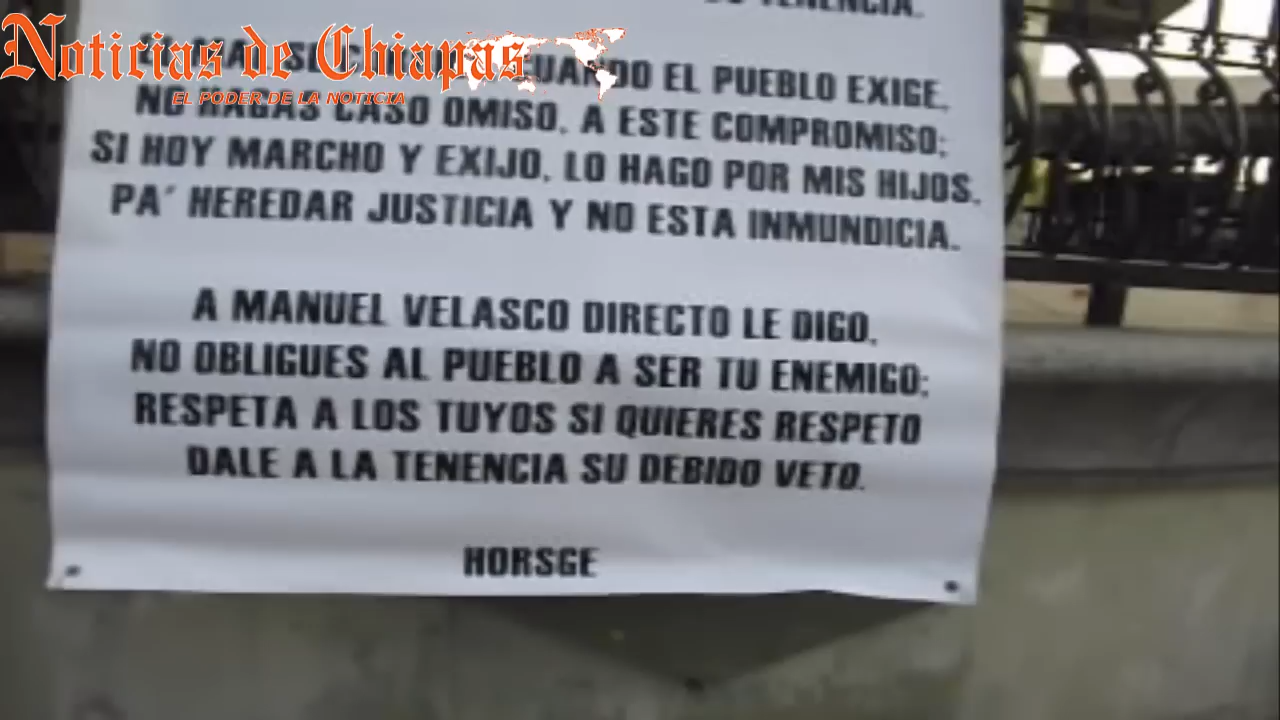 TENENCIA.
Noticias de Chiapas
EL PODER DE LA NOTICIA
EL PUEBLO EXIGE,
NO HAGAS CASO OMISO, A ESTE COMPROMISO;
SI HOY MARCHO Y EXIJO, LO HAGO POR MIS HIJOS,
PA´ HEREDAR JUSTICIA Y NO ESTA INMUNDICIA.
A MANUEL VELASCO DIRECTO LE DIGO,
NO OBLIGUES AL PUEBLO A SER TU ENEMIGO;
RESPETA A LOS TUYOS SI QUIERES RESPETO
DALE A LA TENENCIA SU DEBIDO VETO.
HORSGE